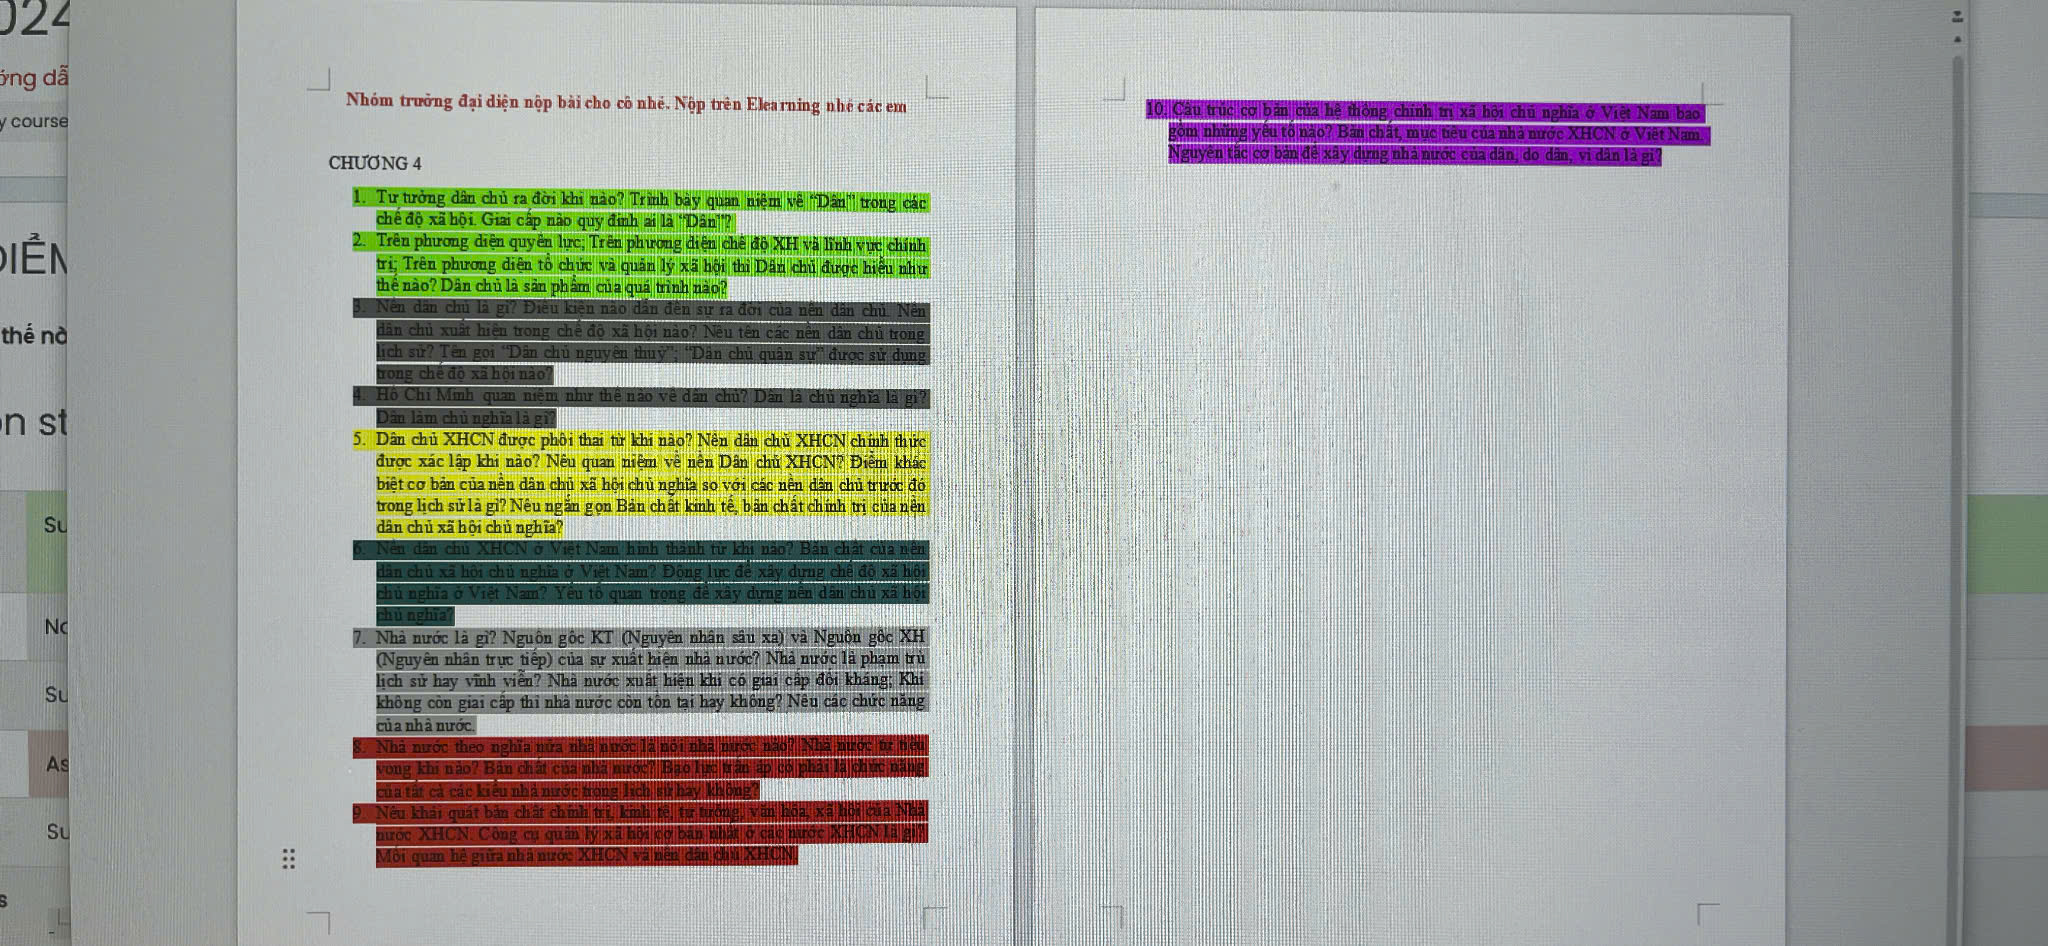 024
ớng dẫ
y course
ĐIỂM
thế nà
n st
Su
No
Su
As
Su
s
Nhóm trưởng đại diện nộp bài cho cô nhé. Nộp trên Elearning nhé các em
CHƯƠNG 4
1. Tư tưởng dân chủ ra đời khi nào? Trình bày quan niệm về “Dân” trong các
chế độ xã hội. Giai cấp nào quy định ai là “Dân”?
2. Trên phương diện quyền lực; Trên phương diện chế độ XH và lĩnh vực chính
trị; Trên phương diện tổ chức và quản lý xã hội thì Dân chủ được hiểu như
thế nào? Dân chủ là sản phẩm của quá trình nào?
3. Nền dân chủ là gì? Điều kiện nào dẫn đến sự ra đời của nền dân chủ. Nền
dân chủ xuất hiện trong chế độ xã hội nào? Nêu tên các nền dân chủ trong
lịch sử? Tên gọi “Dân chủ nguyên thuỷ”; “Dân chủ quân sự” được sử dụng
trong chế độ xã hội nào?
4. Hồ Chí Minh quan niệm như thế nào về dân chủ? Dân là chủ nghĩa là gì?
Dân làm chủ nghĩa là gì?
5. Dân chủ XHCN được phôi thai từ khi nào? Nền dân chủ XHCN chính thức
được xác lập khi nào? Nêu quan niệm về nền Dân chủ XHCN? Điểm khác
biệt cơ bản của nền dân chủ xã hội chủ nghĩa so với các nền dân chủ trước đó
trong lịch sử là gì? Nêu ngắn gọn Bản chất kinh tế, bản chất chính trị của nền
dân chủ xã hội chủ nghĩa?
6. Nền dân chủ XHCN ở Việt Nam hình thành từ khi nào? Bản chất của nền
dân chủ xã hội chủ nghĩa ở Việt Nam? Động lực để xây dựng chế độ xã hội
chủ nghĩa ở Việt Nam? Yếu tố quan trọng để xây dựng nền dân chủ xã hội
chủ nghĩa?
7. Nhà nước là gì? Nguồn gốc KT (Nguyên nhân sâu xa) và Nguồn gốc XH
(Nguyên nhân trực tiếp) của sự xuất hiện nhà nước? Nhà nước là phạm trù
lịch sử hay vĩnh viễn? Nhà nước xuất hiện khi có giai cấp đối kháng; Khi
không còn giai cấp thì nhà nước còn tồn tại hay không? Nêu các chức năng
của nhà nước.
8. Nhà nước theo nghĩa nửa nhà nước là nói nhà nước nào? Nhà nước tự tiêu
vong khi nào? Bản chất của nhà nước? Bạo lực trấn áp có phải là chức năng
của tất cả các kiểu nhà nước trong lịch sử hay không?
9. Nêu khái quát bản chất chính trị, kinh tế, tư tưởng, văn hóa, xã hội của Nhà
nước XHCN. Công cụ quản lý xã hội cơ bản nhất ở các nước XHCN là gì?
Mối quan hệ giữa nhà nước XHCN và nền dân chủ XHCN.
10. Cấu trúc cơ bản của hệ thống chính trị xã hội chủ nghĩa ở Việt Nam bao
gồm những yếu tố nào? Bản chất, mục tiêu của nhà nước XHCN ở Việt Nam.
Nguyên tắc cơ bản để xây dựng nhà nước của dân, do dân, vì dân là gì?